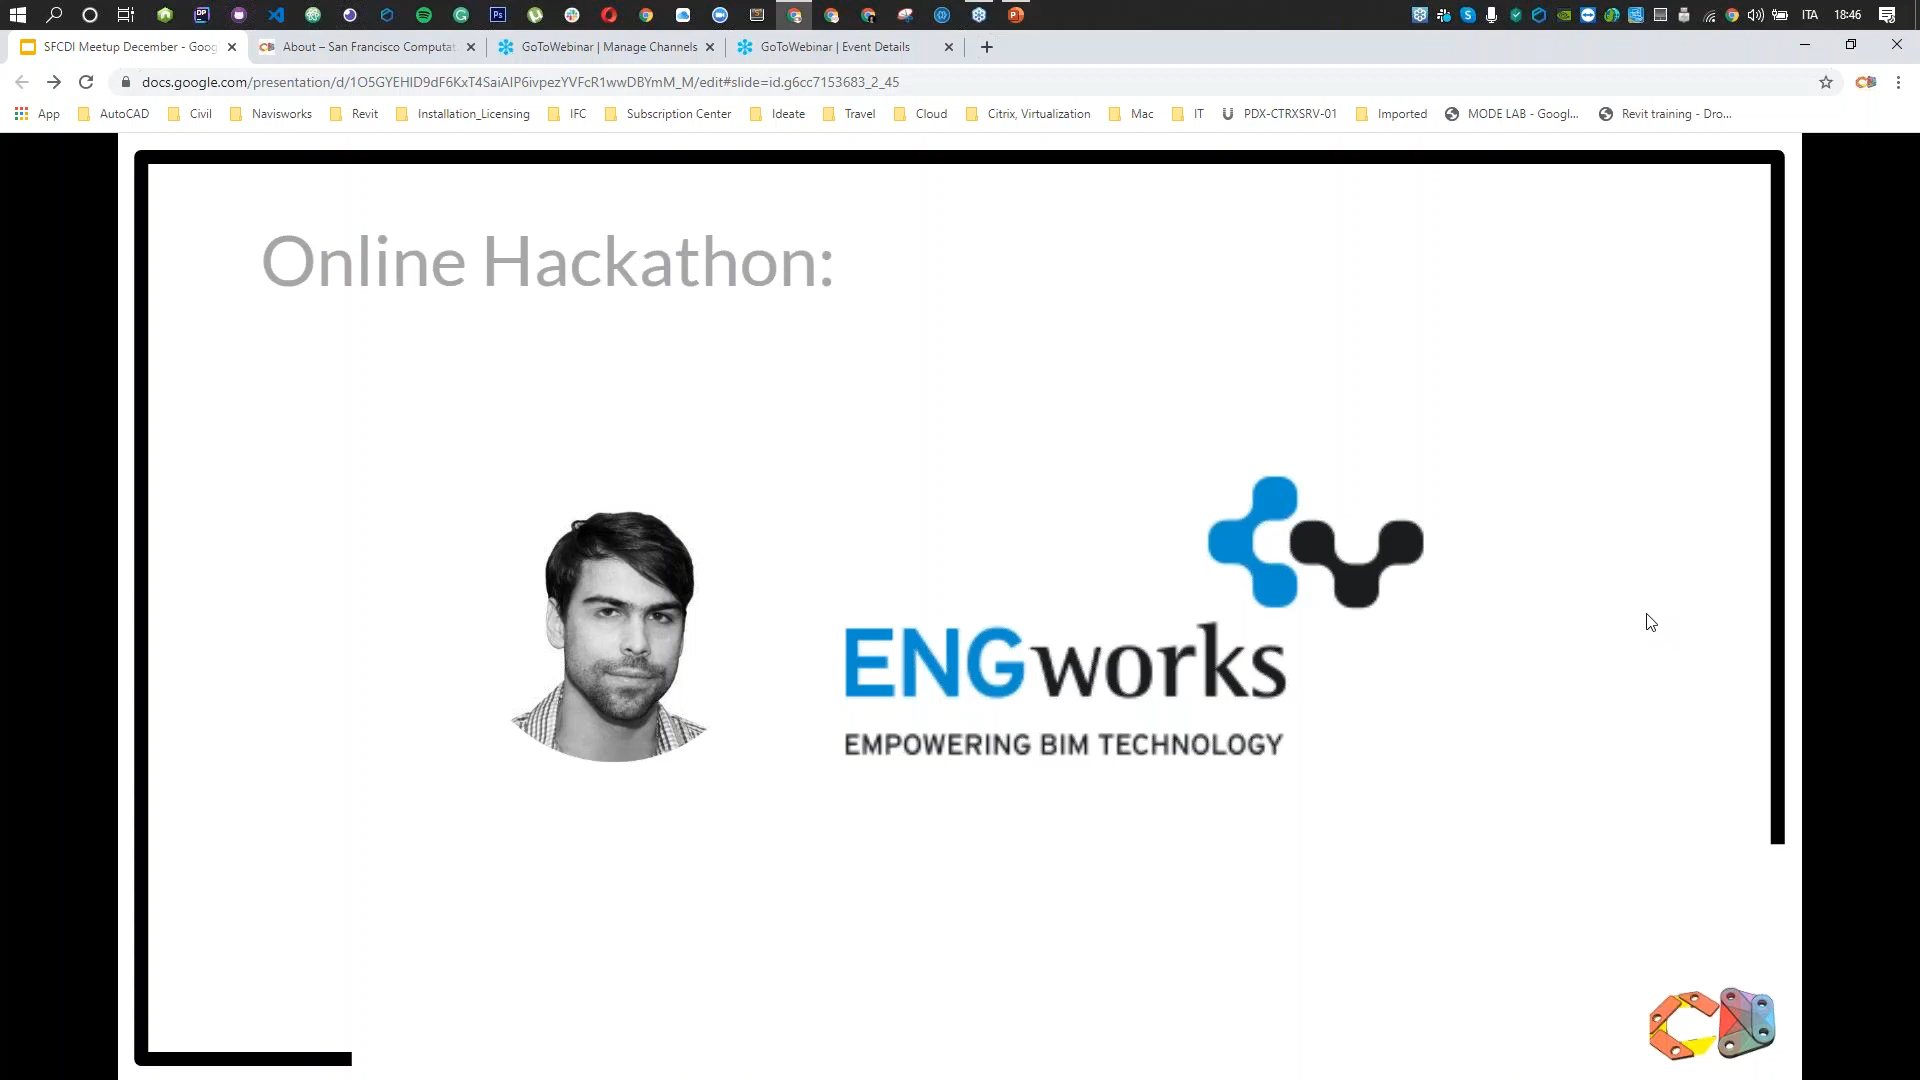 ITA
18:46
SFCDI Meetup December - Goog
About – San Francisco Computat
GoToWebinar | Manage Channels
GoToWebinar | Event Details
docs.google.com/presentation/d/1O5GYEHlD9dF6KxT4SaiAlP6ivpezYVFcR1wwDBYmM_M/edit#slide=id.g6cc7153683_2_45
App
AutoCAD
Civil
Navisworks
Revit
Installation_Licensing
IFC
Subscription Center
Ideate
Travel
Cloud
Citrix, Virtualization
Mac
IT
PDX-CTRXSRV-01
Imported
MODE LAB - Googl...
Revit training - Dro...
Online Hackathon:
ENGworks
EMPOWERING BIM TECHNOLOGY